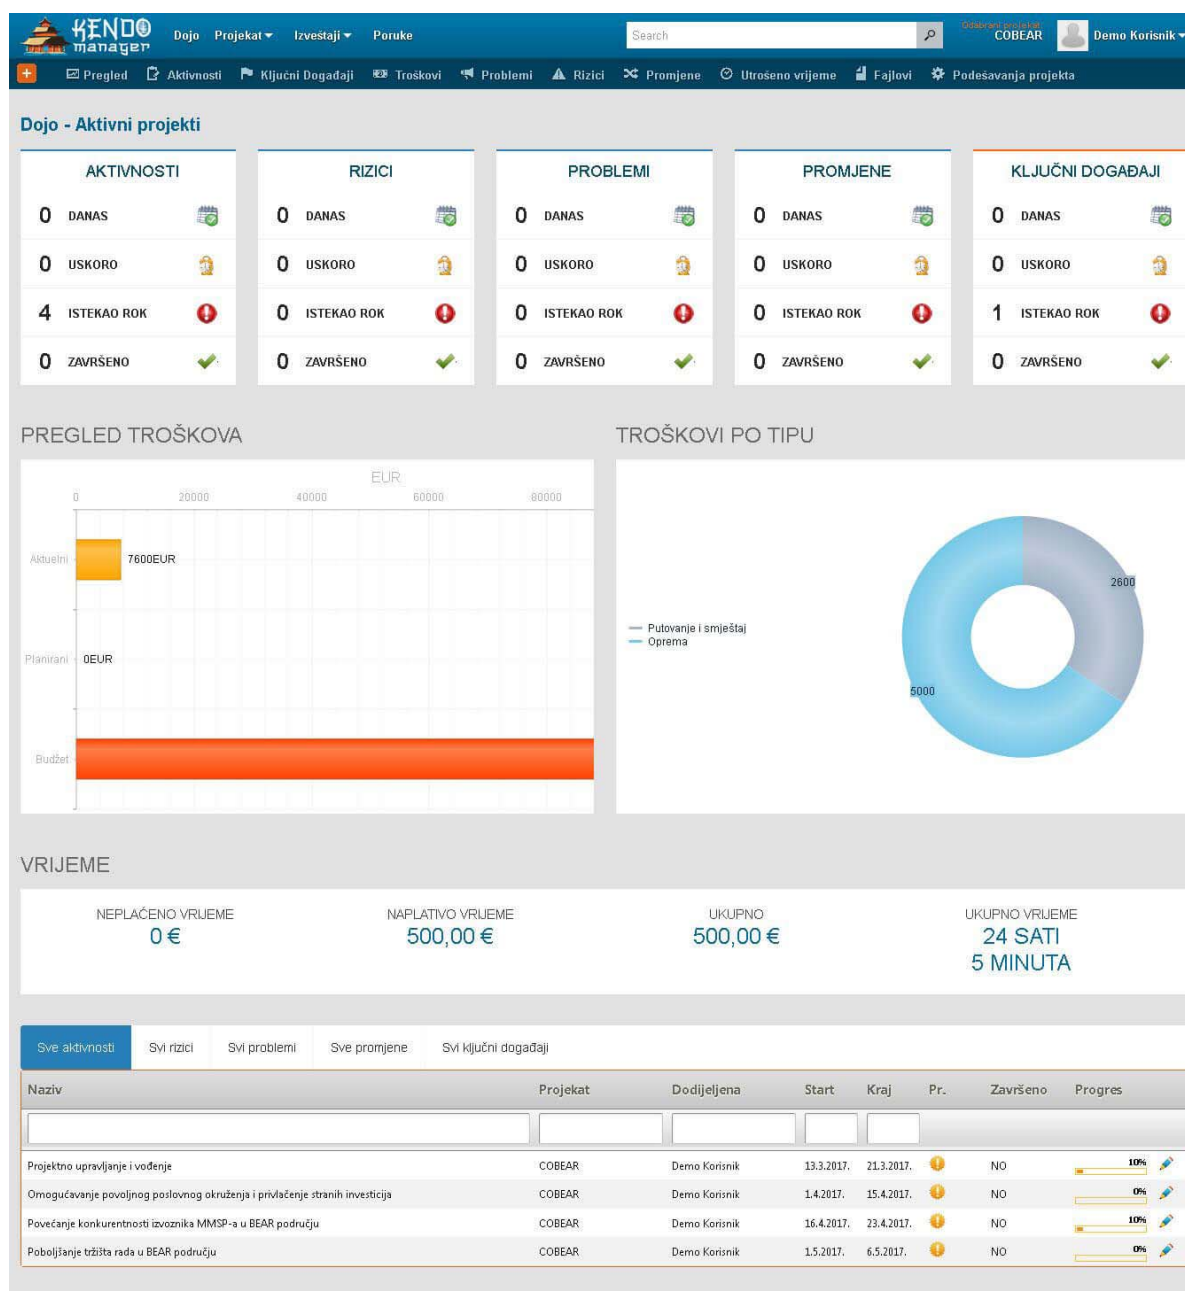 KENDO manager
Dojo Projekat Izveštaji Poruke Search Odabrani projekat: COBEAR Demo Korisnik
Pregled Aktivnosti Ključni Događaji Troškovi Problemi Rizici Promjene Utrošeno vrijeme Fajlovi Podešavanja projekta
Dojo - Aktivni projekti
AKTIVNOSTI RIZICI PROBLEMI PROMJENE KLJUČNI DOGAĐAJI
0 DANAS 0 DANAS 0 DANAS 0 DANAS 0 DANAS
0 USKORO 0 USKORO 0 USKORO 0 USKORO 0 USKORO
4 ISTEKAO ROK 0 ISTEKAO ROK 0 ISTEKAO ROK 0 ISTEKAO ROK 1 ISTEKAO ROK
0 ZAVRŠENO 0 ZAVRŠENO 0 ZAVRŠENO 0 ZAVRŠENO 0 ZAVRŠENO
PREGLED TROŠKOVA
EUR
0 20000 40000 60000 80000
Aktuelni 7600EUR
Planirani 0EUR
Budžet
TROŠKOVI PO TIPU
Putovanje i smještaj
Oprema
2600
5000
VRIJEME
NEPLAĆENO VRIJEME NAPLATIVO VRIJEME UKUPNO UKUPNO VRIJEME
0 € 500,00 € 500,00 € 24 SATI
5 MINUTA
Sve aktivnosti Svi rizici Svi problemi Sve promjene Svi ključni događaji
Naziv Projekat Dodijeljena Start Kraj Pr. Završeno Progres
Projektno upravljanje i vođenje COBEAR Demo Korisnik 13.3.2017. 21.3.2017. NO 10%
Omogućavanje povoljnog poslovnog okruženja i privlačenje stranih investicija COBEAR Demo Korisnik 1.4.2017. 15.4.2017. NO 0%
Povećanje konkurentnosti izvoznika MMSP-a u BEAR području COBEAR Demo Korisnik 16.4.2017. 23.4.2017. NO 10%
Poboljšanje tržišta rada u BEAR području COBEAR Demo Korisnik 1.5.2017. 6.5.2017. NO 0%